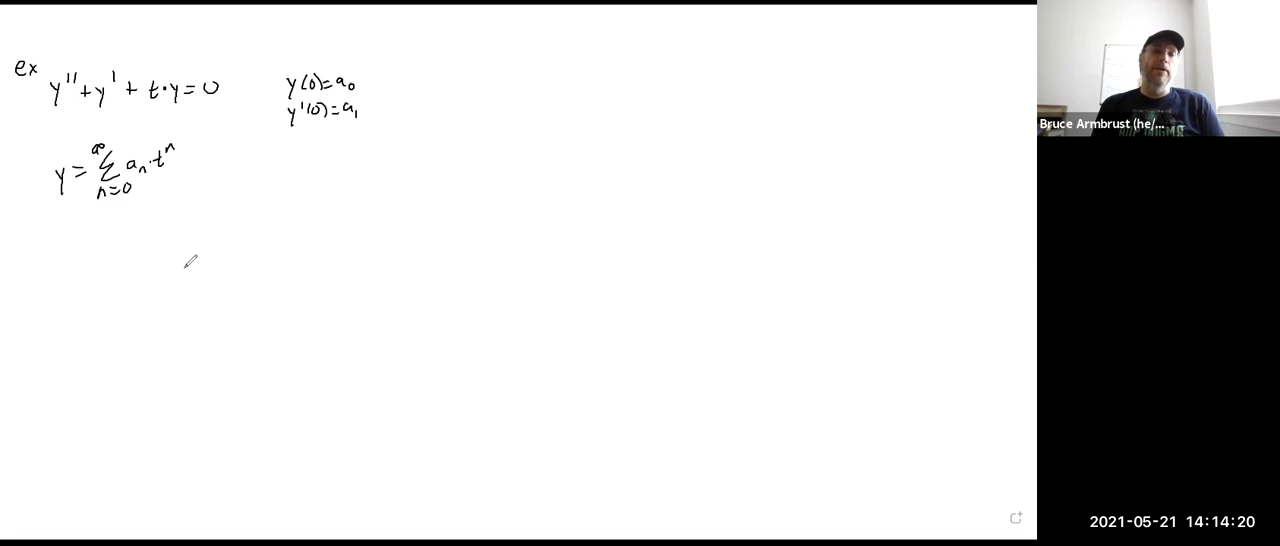 ex y'' + y' + t·y = 0 y(0) = a₀
y'(0) = a₁
y = ∞∑n=0 aₙ·tⁿ
Bruce Armbrust (he/...
2021-05-21 14:14:20